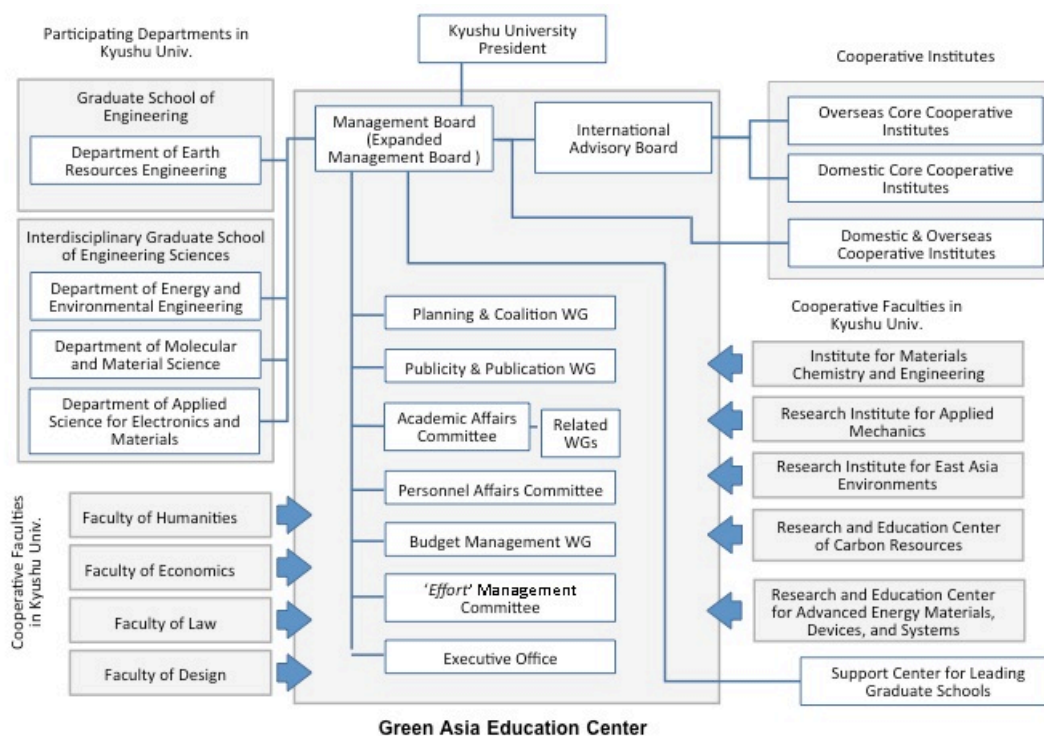 Participating Departments in
Kyushu Univ.
Kyushu University
President
Cooperative Institutes
Graduate School of
Engineering
Department of Earth
Resources Engineering
Management Board
(Expanded
Management Board )
International
Advisory Board
Overseas Core Cooperative
Institutes
Domestic Core Cooperative
Institutes
Domestic & Overseas
Cooperative Institutes
Interdisciplinary Graduate School
of Engineering Sciences
Department of Energy and
Environmental Engineering
Department of Molecular
and Material Science
Department of Applied
Science for Electronics and
Materials
Planning & Coalition WG
Publicity & Publication WG
Academic Affairs
Committee
Related
WGs
Personnel Affairs Committee
Budget Management WG
'Effort' Management
Committee
Executive Office
Cooperative Faculties in
Kyushu Univ.
Institute for Materials
Chemistry and Engineering
Research Institute for Applied
Mechanics
Research Institute for East Asia
Environments
Research and Education Center
of Carbon Resources
Research and Education Center
for Advanced Energy Materials,
Devices, and Systems
Cooperative Faculties
in Kyushu Univ.
Faculty of Humanities
Faculty of Economics
Faculty of Law
Faculty of Design
Support Center for Leading
Graduate Schools
Green Asia Education Center